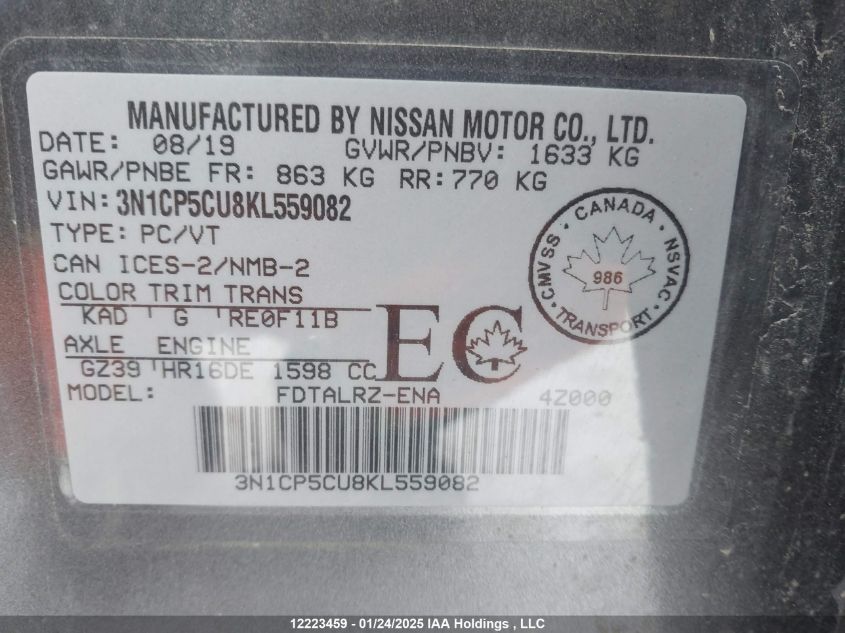 MANUFACTURED BY NISSAN MOTOR CO., LTD.
DATE: 08/19 GVWR/PNBV: 1633 KG
GAWR/PNBE FR: 863 KG RR:770 KG
VIN: 3N1CP5CU8KL559082
TYPE: PC/VT
CAN ICES-2/NMB-2
COLOR TRIM TRANS
KAD G RE0F11B
AXLE ENGINE
GZ39 HR16DE 1598 CC
EC
MODEL: FDTALRZ-ENA 4Z000
3N1CP5CU8KL559082
CANADA · NSVAC · TRANSPORT · CMVSS ·
986
12223459 - 01/24/2025 IAA Holdings , LLC